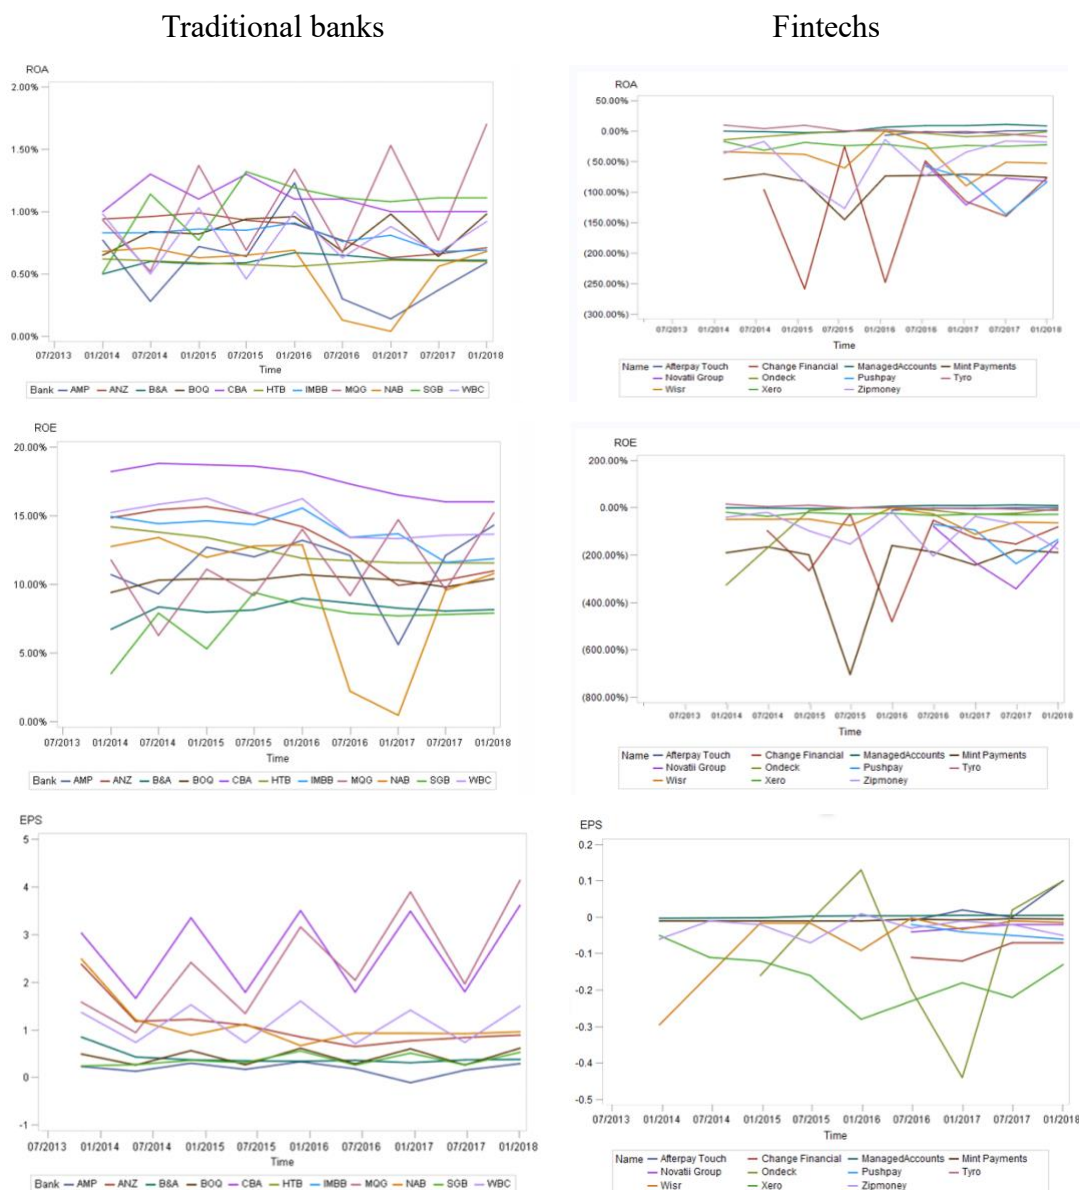 Traditional banks
Fintechs
ROA
2.00%
1.50%
1.00%
0.50%
0.00%
07/2013 01/2014 07/2014 01/2015 07/2015 01/2016 07/2016 01/2017 07/2017 01/2018
Time
Bank AMP ANZ B&A BOQ CBA HTB IMBB MQG NAB SGB WBC
ROA
50.00%
0.00%
(50.00%)
(100.00%)
(150.00%)
(200.00%)
(250.00%)
(300.00%)
07/2013 01/2014 07/2014 01/2015 07/2015 01/2016 07/2016 01/2017 07/2017 01/2018
Time
Name Afterpay Touch Change Financial ManagedAccounts Mint Payments
Novatii Group Ondeck Pushpay Tyro
Wisr Xero Zipmoney
ROE
20.00%
15.00%
10.00%
5.00%
0.00%
07/2013 01/2014 07/2014 01/2015 07/2015 01/2016 07/2016 01/2017 07/2017 01/2018
Time
Bank AMP ANZ B&A BOQ CBA HTB IMBB MQG NAB SGB WBC
ROE
200.00%
0.00%
(200.00%)
(400.00%)
(600.00%)
(800.00%)
07/2013 01/2014 07/2014 01/2015 07/2015 01/2016 07/2016 01/2017 07/2017 01/2018
Time
Name Afterpay Touch Change Financial ManagedAccounts Mint Payments
Novatii Group Ondeck Pushpay Tyro
Wisr Xero Zipmoney
EPS
5
4
3
2
1
0
-1
07/2013 01/2014 07/2014 01/2015 07/2015 01/2016 07/2016 01/2017 07/2017 01/2018
Time
Bank AMP ANZ B&A BOQ CBA HTB IMBB MQG NAB SGB WBC
EPS
0.2
0.1
0
-0.1
-0.2
-0.3
-0.4
-0.5
07/2013 01/2014 07/2014 01/2015 07/2015 01/2016 07/2016 01/2017 07/2017 01/2018
Time
Name Afterpay Touch Change Financial ManagedAccounts Mint Payments
Novatii Group Ondeck Pushpay Tyro
Wisr Xero Zipmoney